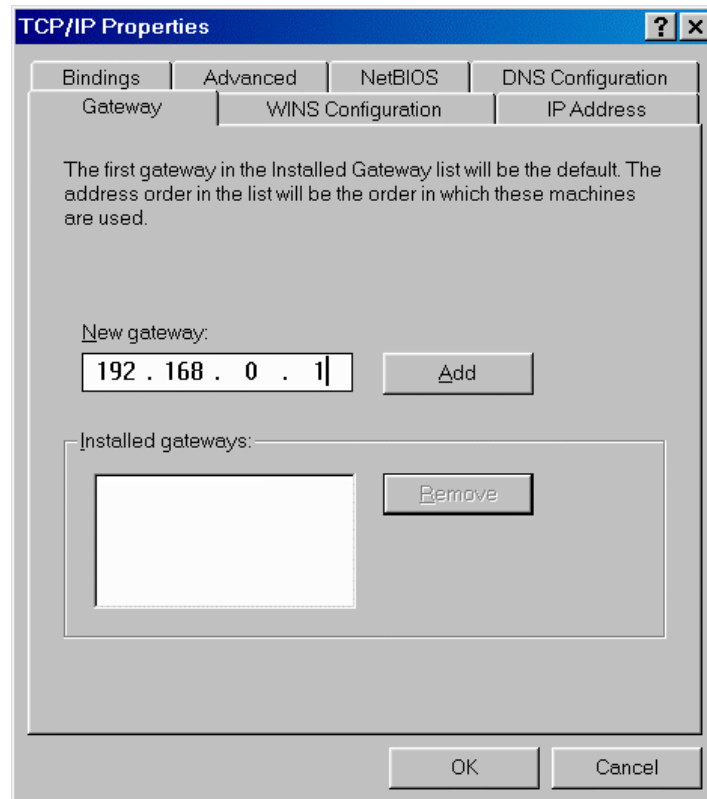 TCP/IP Properties
Bindings Advanced NetBIOS DNS Configuration
Gateway WINS Configuration IP Address
The first gateway in the Installed Gateway list will be the default. The
address order in the list will be the order in which these machines
are used.
New gateway:
192 . 168 . 0 . 1
Add
Installed gateways:
Remove
OK Cancel